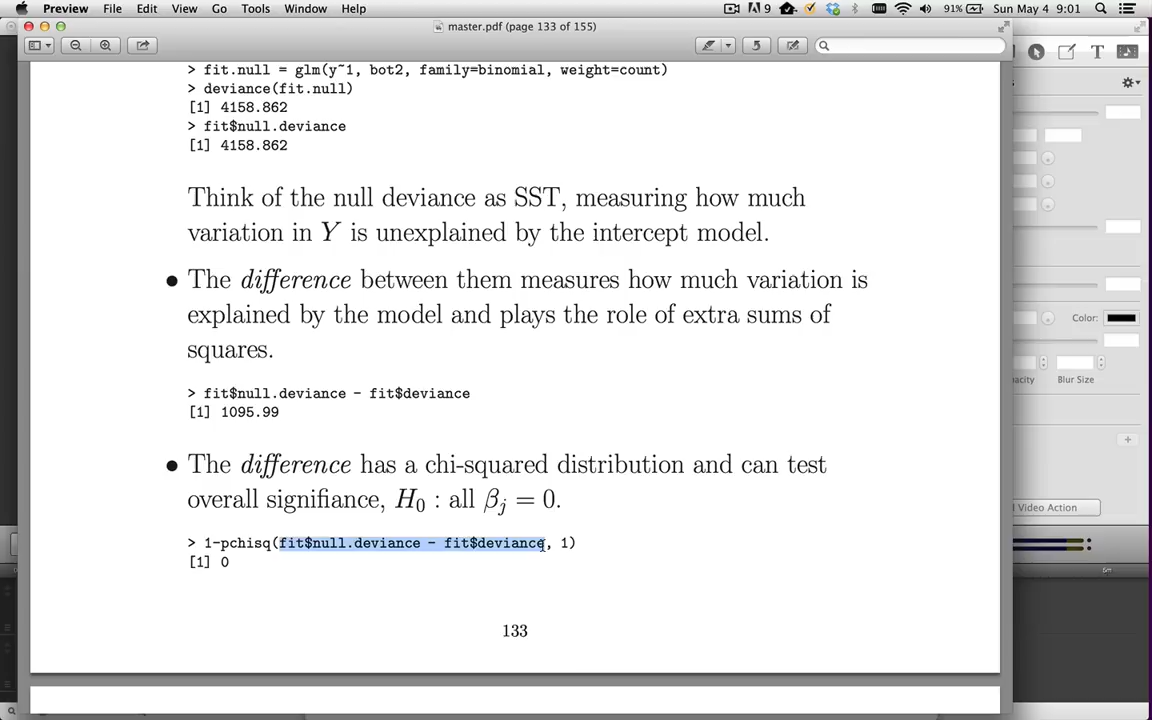 Preview File Edit View Go Tools Window Help 9 91% Sun May 4 9:01
master.pdf (page 133 of 155)
> fit.null = glm(y~1, bot2, family=binomial, weight=count)
> deviance(fit.null)
[1] 4158.862
> fit$null.deviance
[1] 4158.862
Think of the null deviance as SST, measuring how much
variation in Y is unexplained by the intercept model.
• The difference between them measures how much variation is
explained by the model and plays the role of extra sums of
squares.
> fit$null.deviance - fit$deviance
[1] 1095.99
• The difference has a chi-squared distribution and can test
overall signifiance, H0 : all βj = 0.
> 1-pchisq(fit$null.deviance - fit$deviance, 1)
[1] 0
133
T
Color:
Blur Size
Video Action